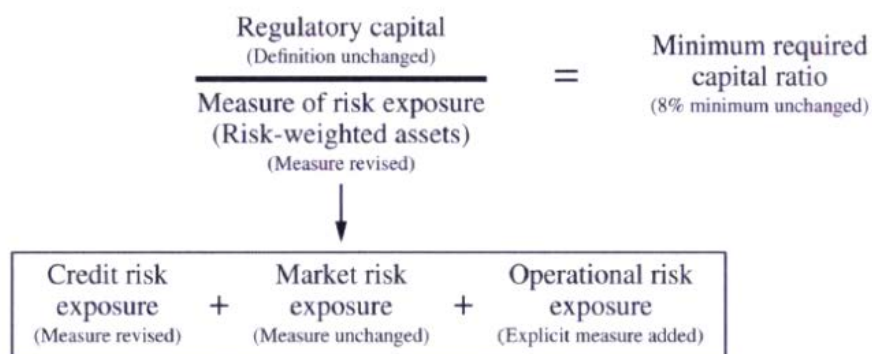 Regulatory capital
(Definition unchanged)
=
Minimum required
capital ratio
(8% minimum unchanged)
Measure of risk exposure
(Risk-weighted assets)
(Measure revised)
Credit risk
exposure
(Measure revised)
+
Market risk
exposure
(Measure unchanged)
+
Operational risk
exposure
(Explicit measure added)